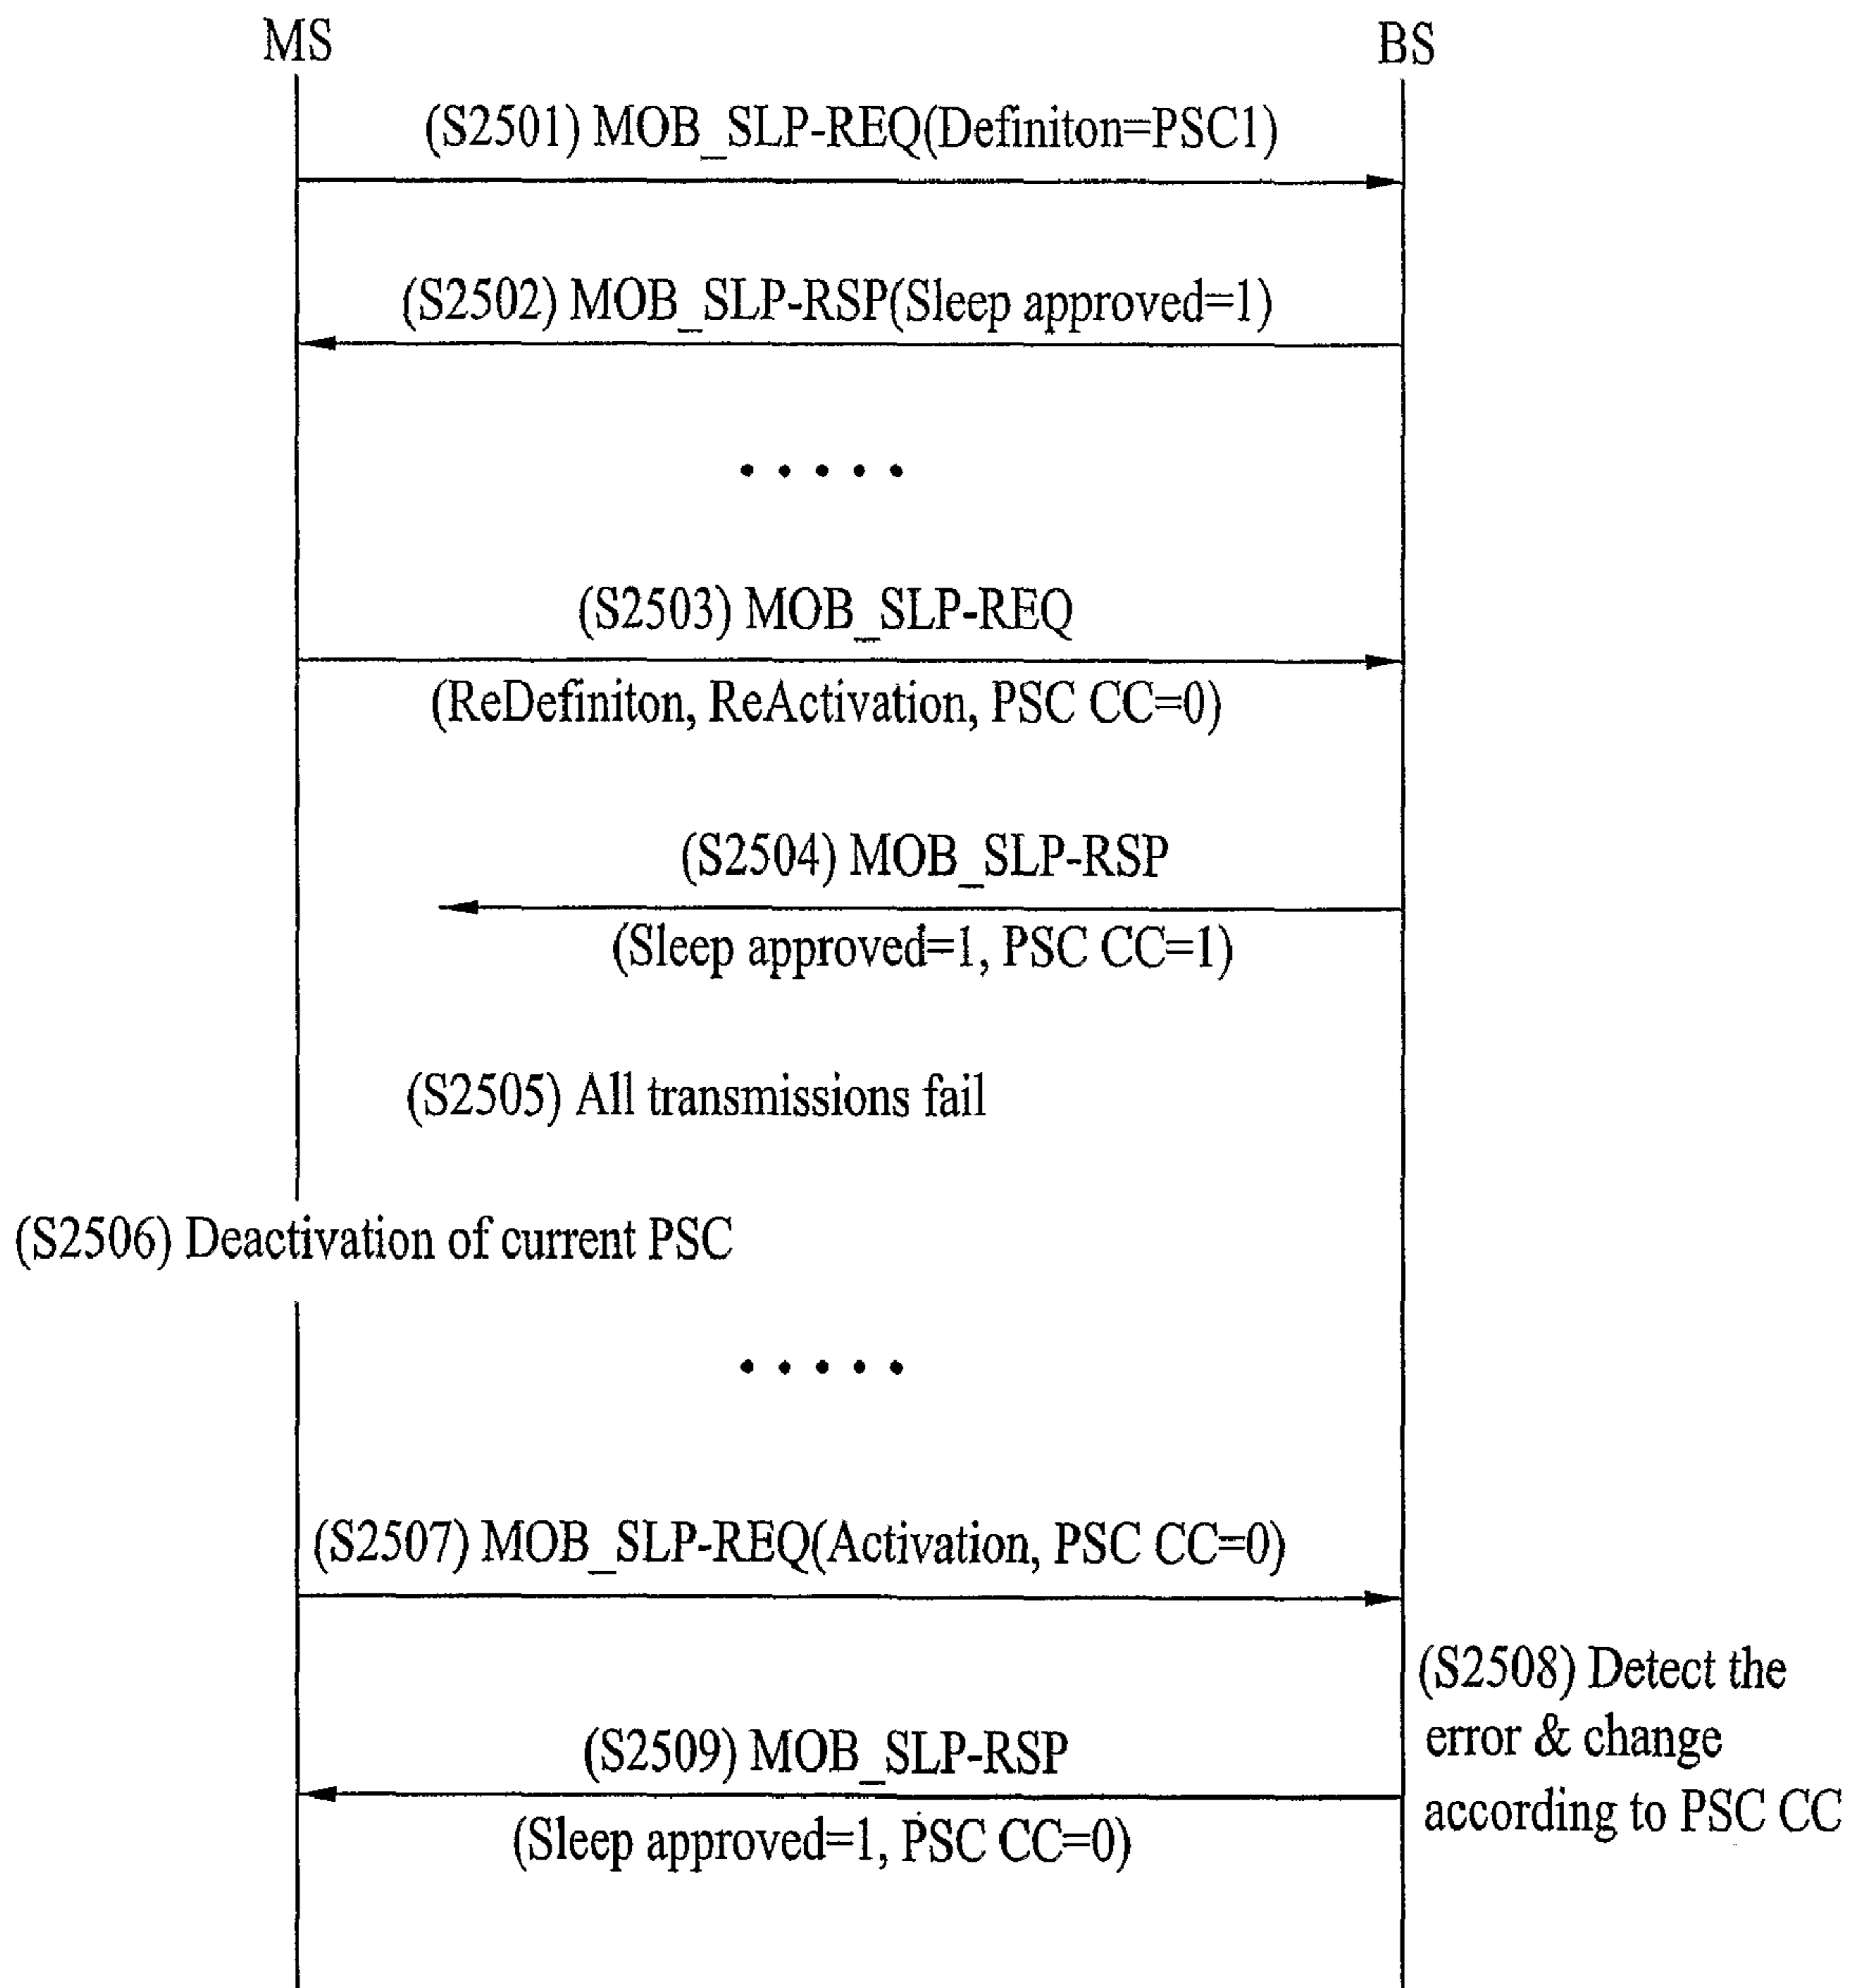 MS
BS
(S2501) MOB_SLP-REQ(Definiton=PSC1)
(S2502) MOB_SLP-RSP(Sleep approved=1)
(S2503) MOB_SLP-REQ
(ReDefiniton, ReActivation, PSC CC=0)
(S2504) MOB_SLP-RSP
(Sleep approved=1, PSC CC=1)
(S2505) All transmissions fail
(S2506) Deactivation of current PSC
(S2507) MOB_SLP-REQ(Activation, PSC CC=0)
(S2508) Detect the
error & change
according to PSC CC
(S2509) MOB_SLP-RSP
(Sleep approved=1, PSC CC=0)